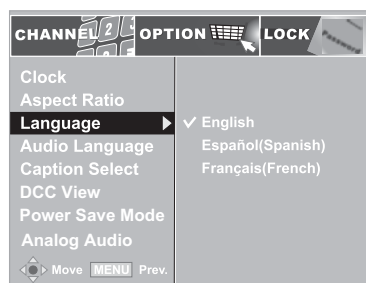 CHANNEL OPTION LOCK
Clock
Aspect Ratio
Language
English
Audio Language
Español(Spanish)
Caption Select
Français(French)
DCC View
Power Save Mode
Analog Audio
Move MENU Prev.